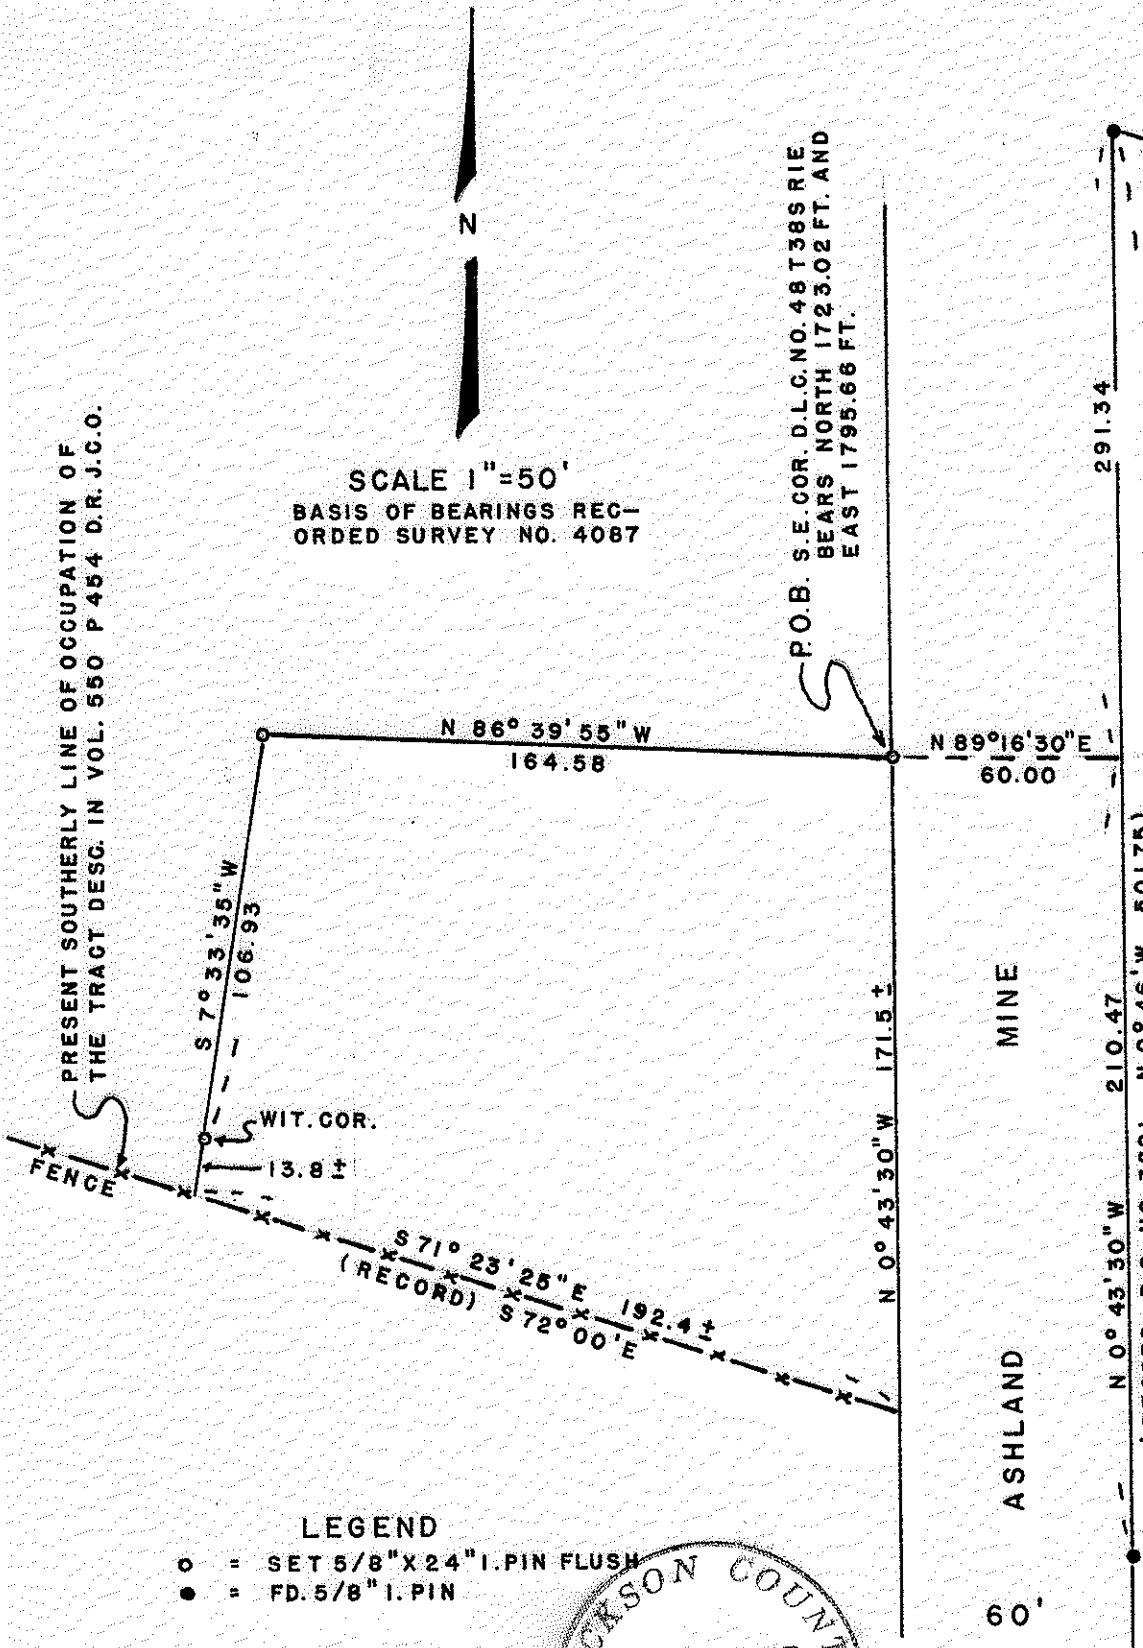 N
SCALE 1"=50'
BASIS OF BEARINGS REC-
ORDED SURVEY NO. 4087
P.O.B. S.E. COR. D.L.C. NO. 48 T38S R1E
BEARS NORTH 1723.02 FT. AND
EAST 1795.66 FT.
PRESENT SOUTHERLY LINE OF OCCUPATION OF
THE TRACT DESC. IN VOL. 550 P 454 D.R. J.C.O.
291.34
N 86° 39' 55" W
164.58
N 89°16'30"E
60.00
S 7° 33' 35" W
106.93
WIT. COR.
13.8 ±
FENCE
S 71° 23' 25" E 192.4 ±
(RECORD) S 72° 00' E
N 0° 43' 30" W 171.5 ±
ASHLAND MINE
N 0° 43' 30" W 210.47
60'
LEGEND
o = SET 5/8" X 24" I. PIN FLUSH
● = FD. 5/8" I. PIN
CKSON COUNT